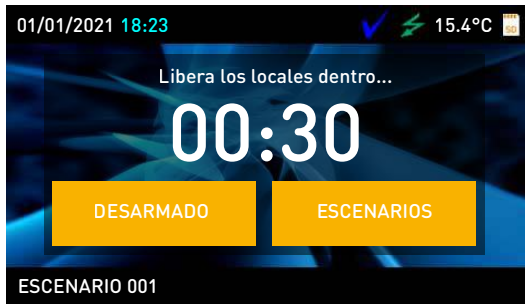 01/01/2021 18:23 15.4°C SD
Libera los locales dentro...
00:30
DESARMADO ESCENARIOS
ESCENARIO 001